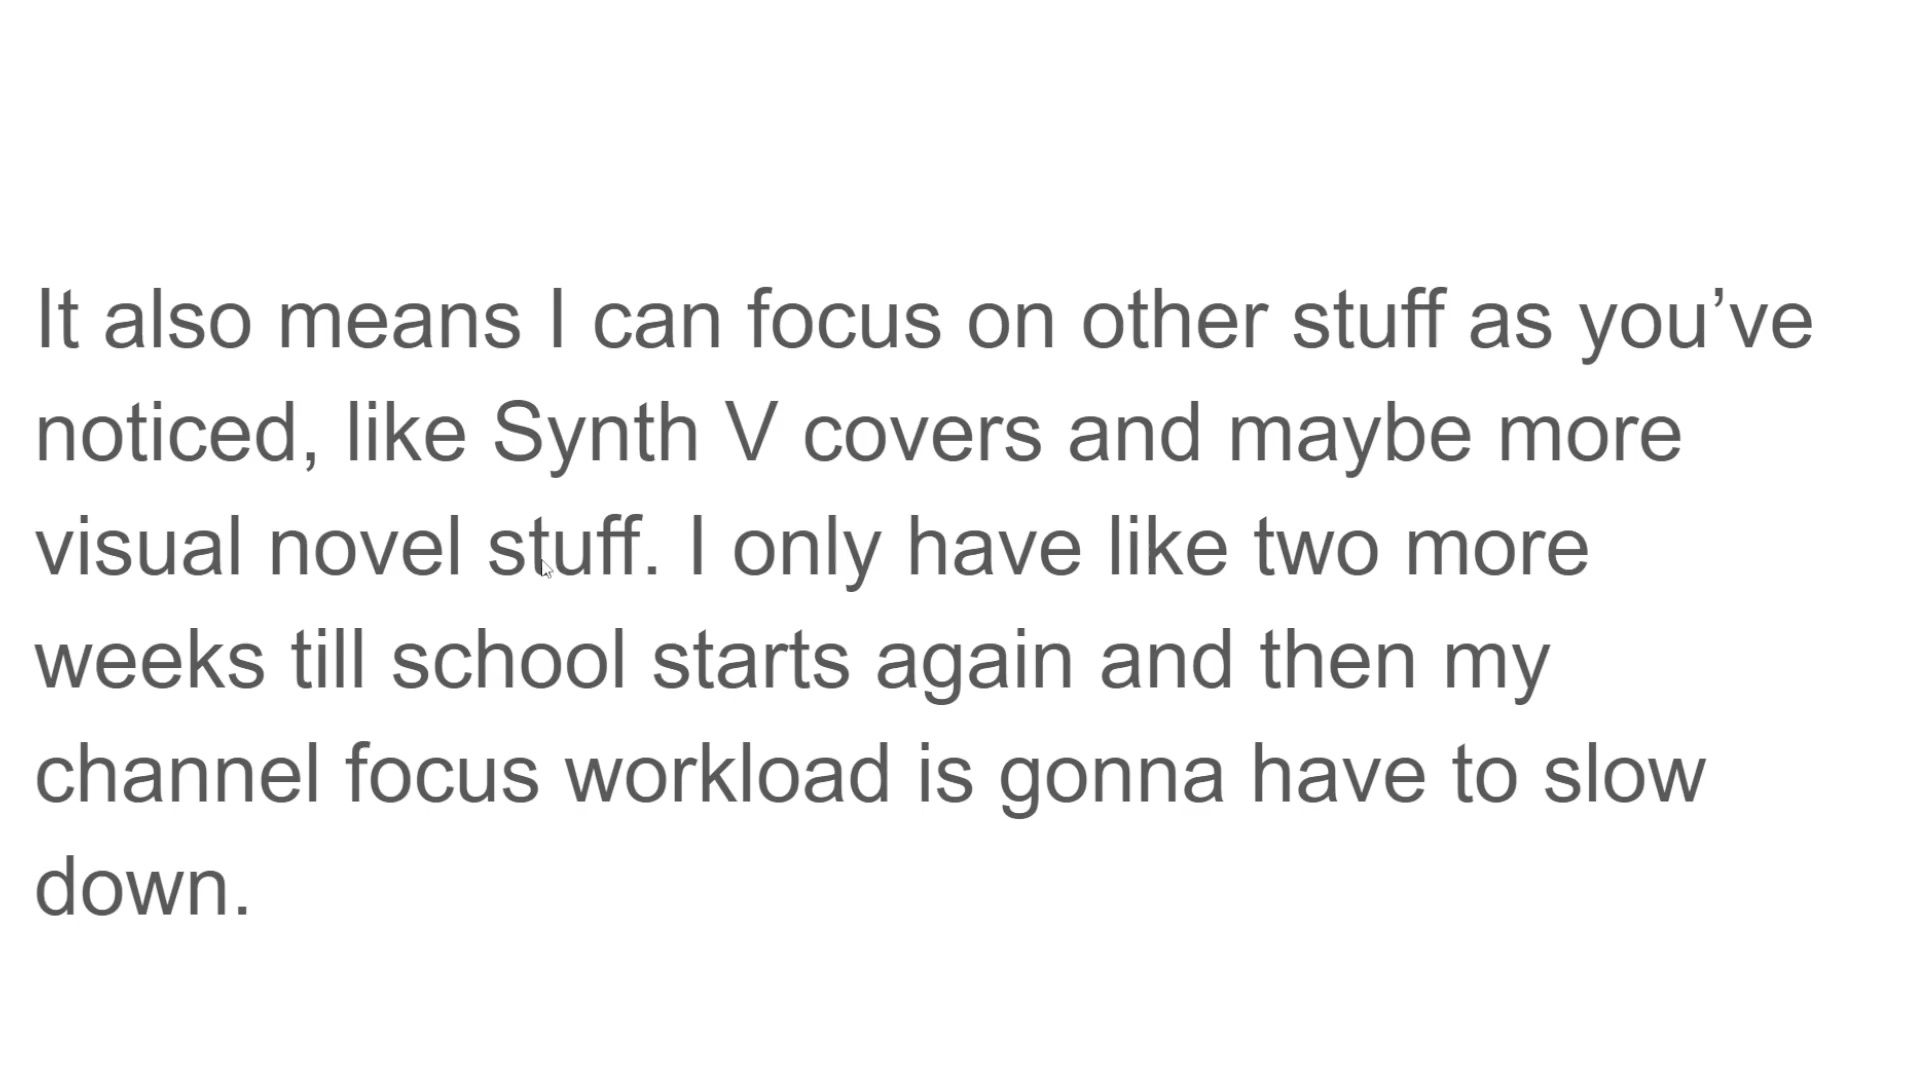 It also means I can focus on other stuff as you’ve
noticed, like Synth V covers and maybe more
visual novel stuff. I only have like two more
weeks till school starts again and then my
channel focus workload is gonna have to slow
down.